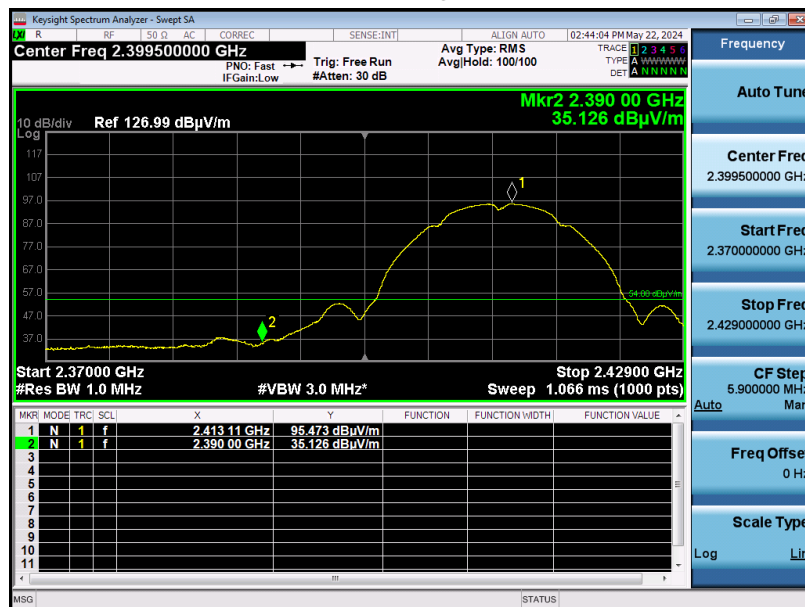 Keysight Spectrum Analyzer - Swept SA
LXI R RF 50 Ω AC CORREC SENSE:INT ALIGN AUTO 02:44:04 PM May 22, 2024
Center Freq 2.399500000 GHz
PNO: Fast
IFGain:Low
Trig: Free Run
#Atten: 30 dB
Avg Type: RMS
Avg|Hold: 100/100
TRACE 1 2 3 4 5 6
TYPE A WWWWW
DET A N N N N N
Mkr2 2.390 00 GHz
35.126 dBµV/m
10 dB/div Ref 126.99 dBµV/m
Log
117
107
97.0
87.0
77.0
67.0
57.0
47.0
37.0
1
2
54.00 dBµV/m
Start 2.37000 GHz Stop 2.42900 GHz
#Res BW 1.0 MHz #VBW 3.0 MHz* Sweep 1.066 ms (1000 pts)
MKR MODE TRC SCL X Y FUNCTION FUNCTION WIDTH FUNCTION VALUE
1 N 1 f 2.413 11 GHz 95.473 dBµV/m
2 N 1 f 2.390 00 GHz 35.126 dBµV/m
3
4
5
6
7
8
9
10
11
MSG STATUS
Frequency
Auto Tune
Center Freq
2.399500000 GHz
Start Freq
2.370000000 GHz
Stop Freq
2.429000000 GHz
CF Step
5.900000 MHz
Auto Man
Freq Offset
0 Hz
Scale Type
Log Lin